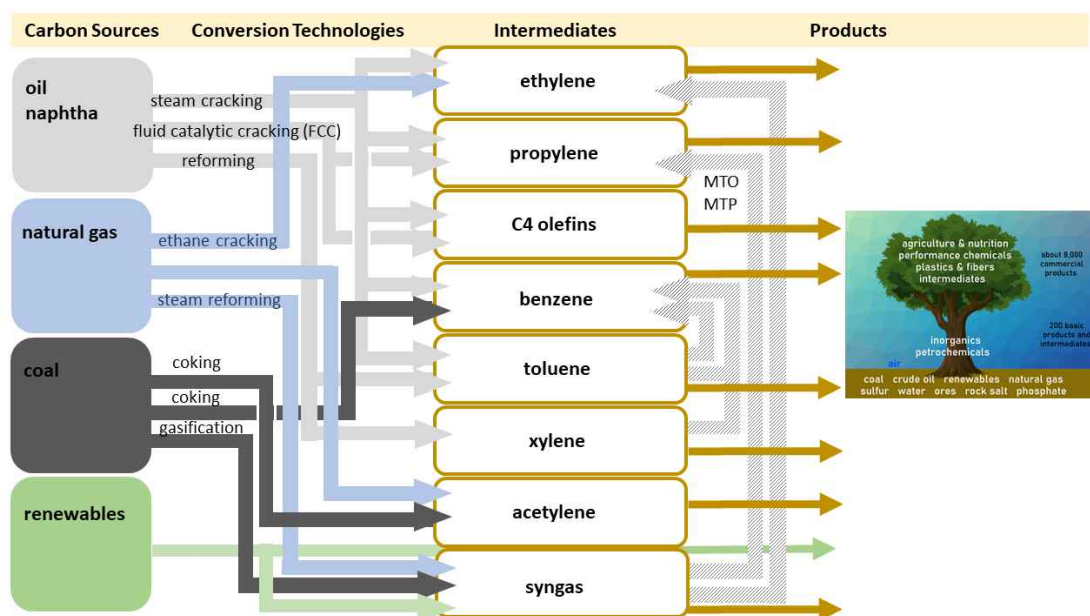 Carbon Sources
Conversion Technologies
Intermediates
Products
oil
naphtha
steam cracking
fluid catalytic cracking (FCC)
reforming
natural gas
ethane cracking
steam reforming
coal
coking
coking
gasification
renewables
ethylene
propylene
C4 olefins
benzene
toluene
xylene
acetylene
syngas
MTO
MTP
agriculture & nutrition
performance chemicals
plastics & fibers
intermediates
about 8,000
commercial
products
200 basic
products and
intermediates
inorganics
petrochemicals
air
coal crude oil renewables natural gas
sulfur water ores rock salt phosphate